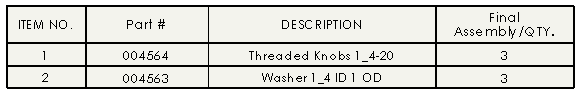 ITEM NO. Part # DESCRIPTION Final Assembly/QTY.
1 004564 Threaded Knobs 1_4-20 3
2 004563 Washer 1_4 ID 1 OD 3